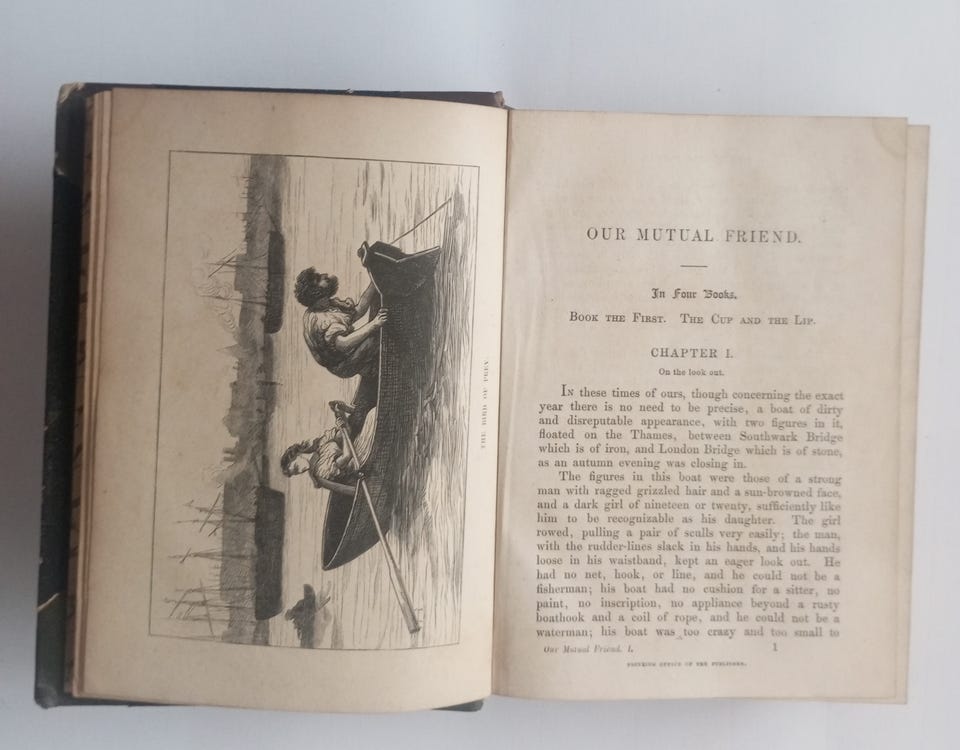 THE BIRD OF PREY.
OUR MUTUAL FRIEND.
In Four Books.
BOOK THE FIRST. THE CUP AND THE LIP.
CHAPTER I.
On the look out.
IN these times of ours, though concerning the exact
year there is no need to be precise, a boat of dirty
and disreputable appearance, with two figures in it,
floated on the Thames, between Southwark Bridge
which is of iron, and London Bridge which is of stone,
as an autumn evening was closing in.
The figures in this boat were those of a strong
man with ragged grizzled hair and a sun-browned face,
and a dark girl of nineteen or twenty, sufficiently like
him to be recognizable as his daughter. The girl
rowed, pulling a pair of sculls very easily; the man,
with the rudder-lines slack in his hands, and his hands
loose in his waistband, kept an eager look out. He
had no net, hook, or line, and he could not be a
fisherman; his boat had no cushion for a sitter, no
paint, no inscription, no appliance beyond a rusty
boathook and a coil of rope, and he could not be a
waterman; his boat was too crazy and too small to
Our Mutual Friend. I.
1
PRINTING OFFICE OF THE PUBLISHER.